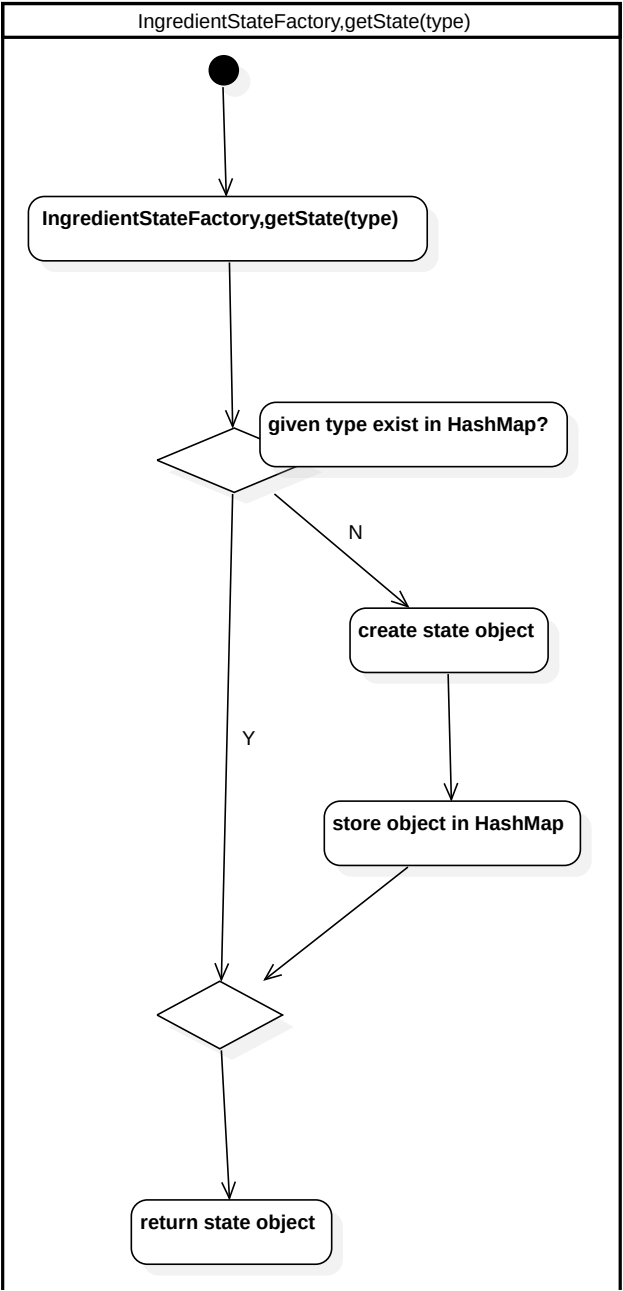 IngredientStateFactory,getState(type)
IngredientStateFactory,getState(type)
given type exist in HashMap?
N
create state object
Y
store object in HashMap
return state object